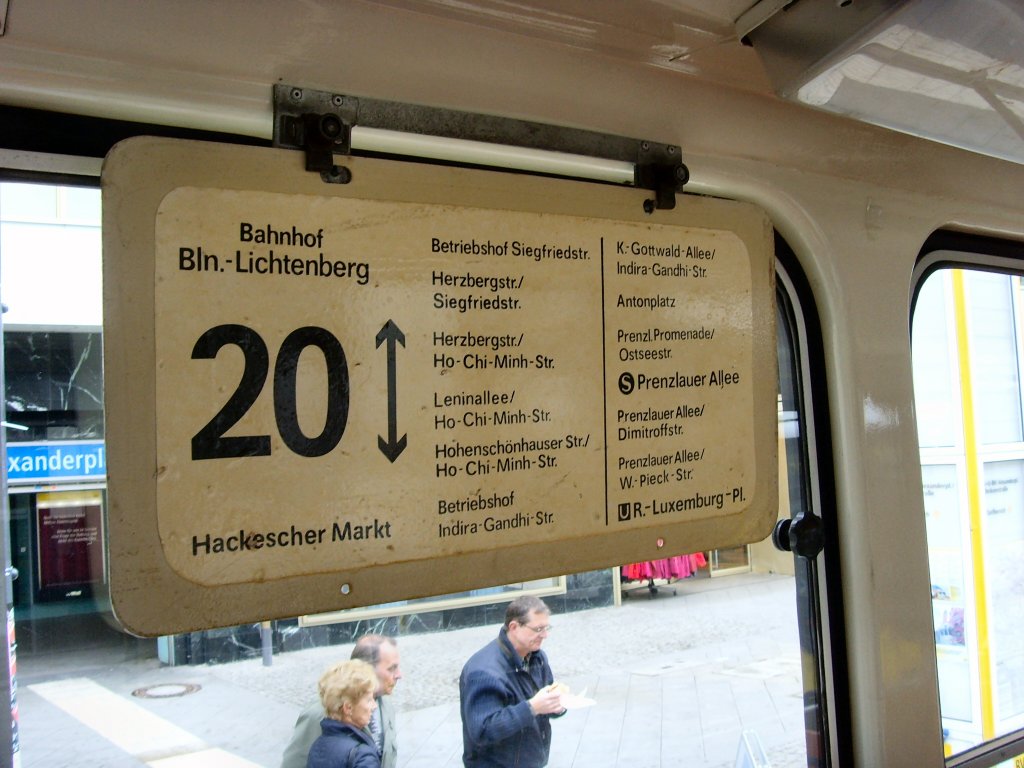 Bahnhof
Bln.-Lichtenberg
20
Hackescher Markt
Betriebshof Siegfriedstr.
Herzbergstr./
Siegfriedstr.
Herzbergstr./
Ho-Chi-Minh-Str.
Leninallee/
Ho-Chi-Minh-Str.
Hohenschönhauser Str./
Ho-Chi-Minh-Str.
Betriebshof
Indira-Gandhi-Str.
K.-Gottwald-Allee/
Indira-Gandhi-Str.
Antonplatz
Prenzl. Promenade/
Ostseestr.
S Prenzlauer Allee
Prenzlauer Allee/
Dimitroffstr.
Prenzlauer Allee/
W.-Pieck-Str.
U R.-Luxemburg-Pl.
xanderpl